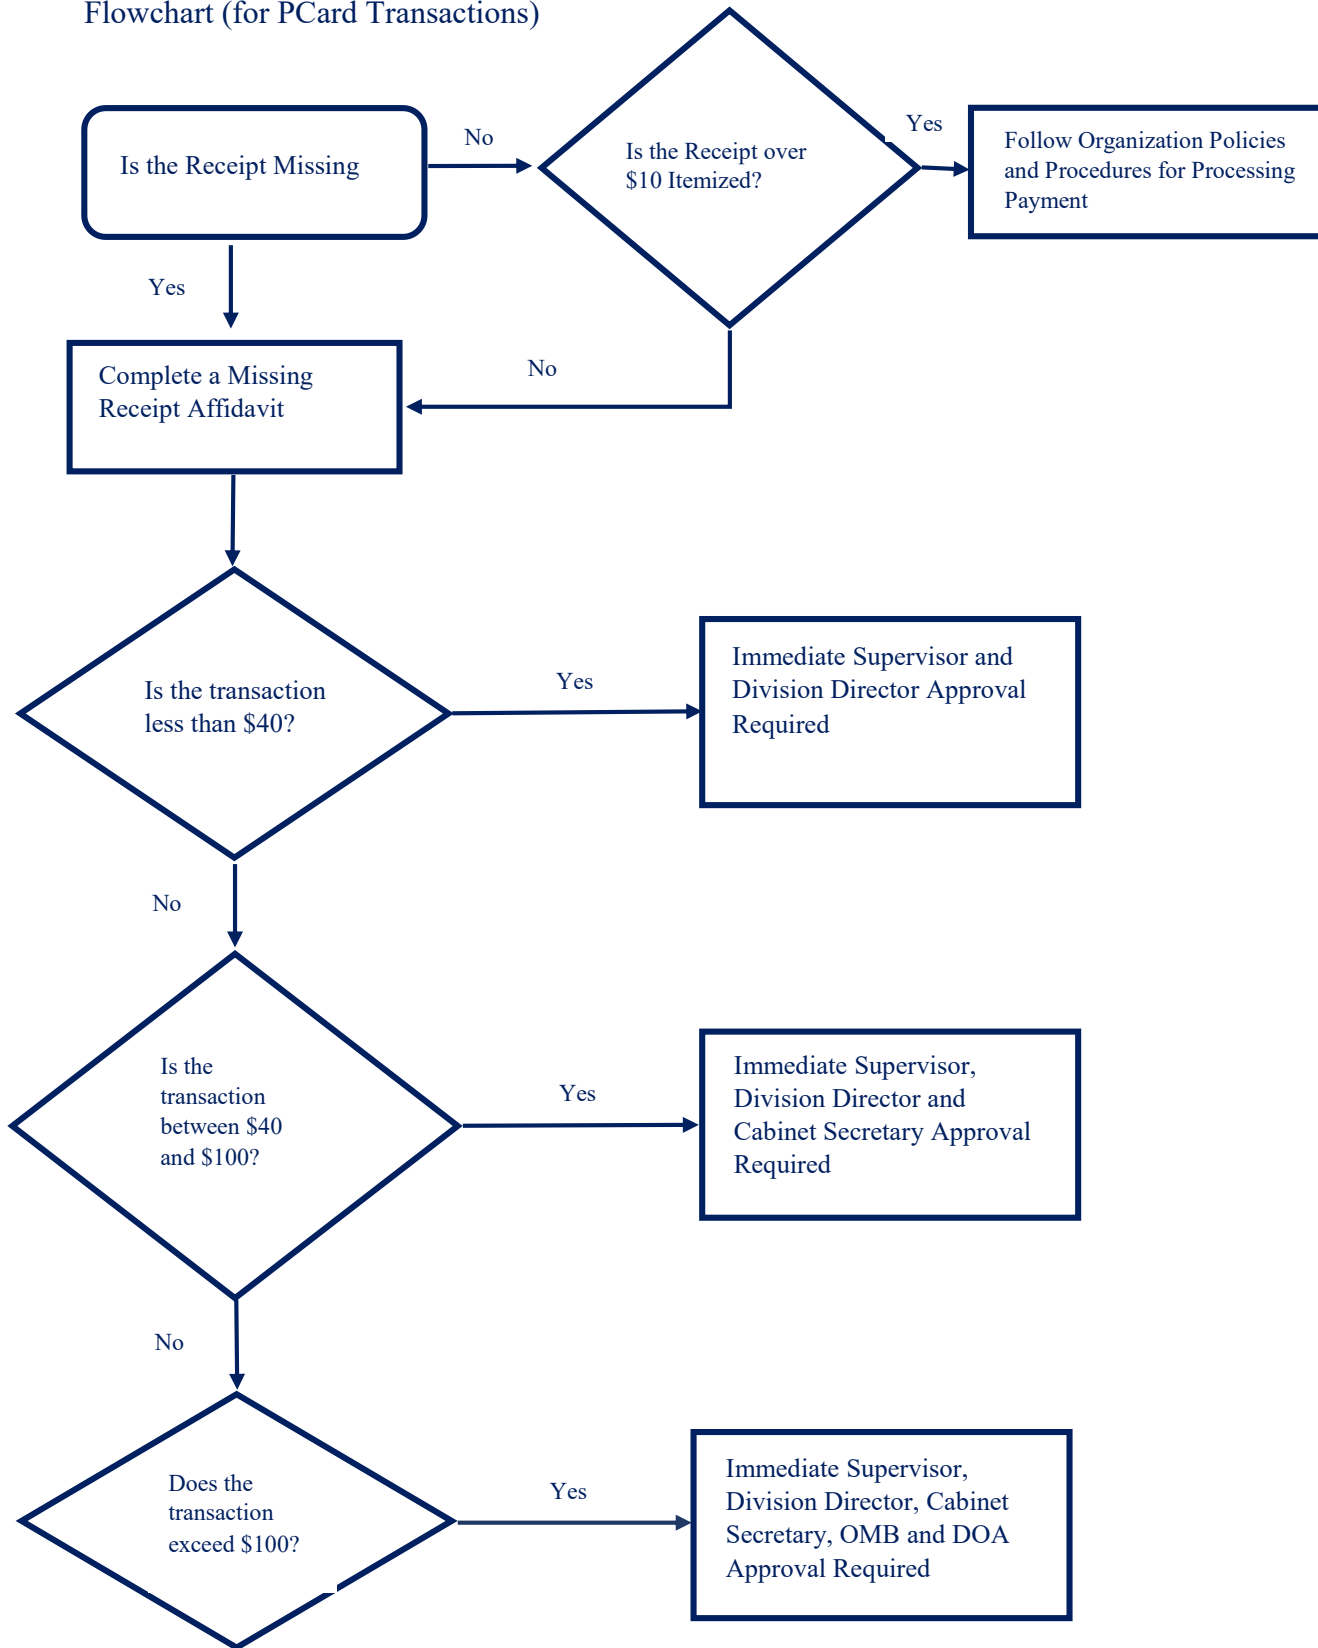 Flowchart (for PCard Transactions)
Is the Receipt Missing
No
Is the Receipt over
$10 Itemized?
Yes
Follow Organization Policies
and Procedures for Processing
Payment
Yes
Complete a Missing
Receipt Affidavit
No
Is the transaction
less than $40?
Yes
Immediate Supervisor and
Division Director Approval
Required
No
Is the
transaction
between $40
and $100?
Yes
Immediate Supervisor,
Division Director and
Cabinet Secretary Approval
Required
No
Does the
transaction
exceed $100?
Yes
Immediate Supervisor,
Division Director, Cabinet
Secretary, OMB and DOA
Approval Required